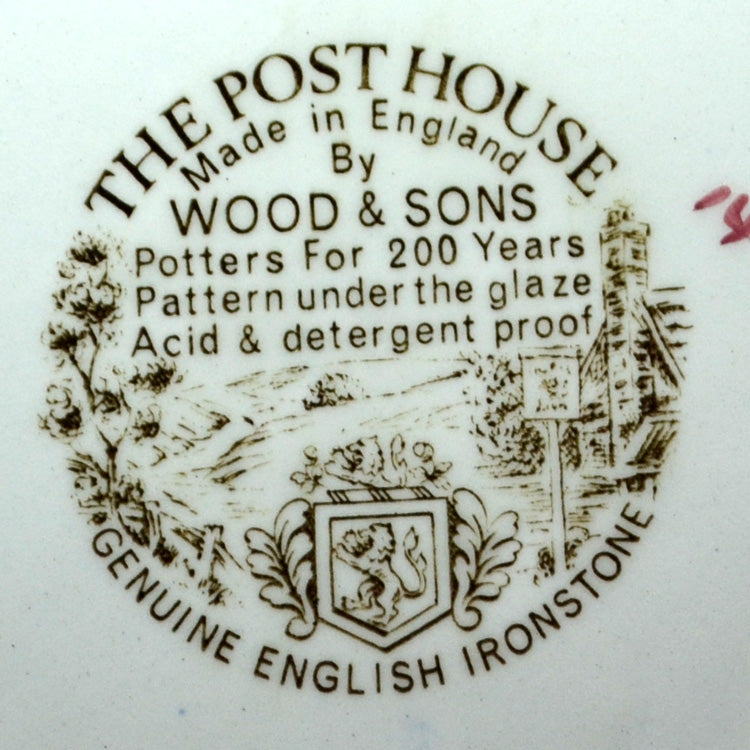 THE POST HOUSE
Made in England
By
WOOD & SONS
Potters For 200 Years
Pattern under the glaze
Acid & detergent proof
GENUINE ENGLISH IRONSTONE